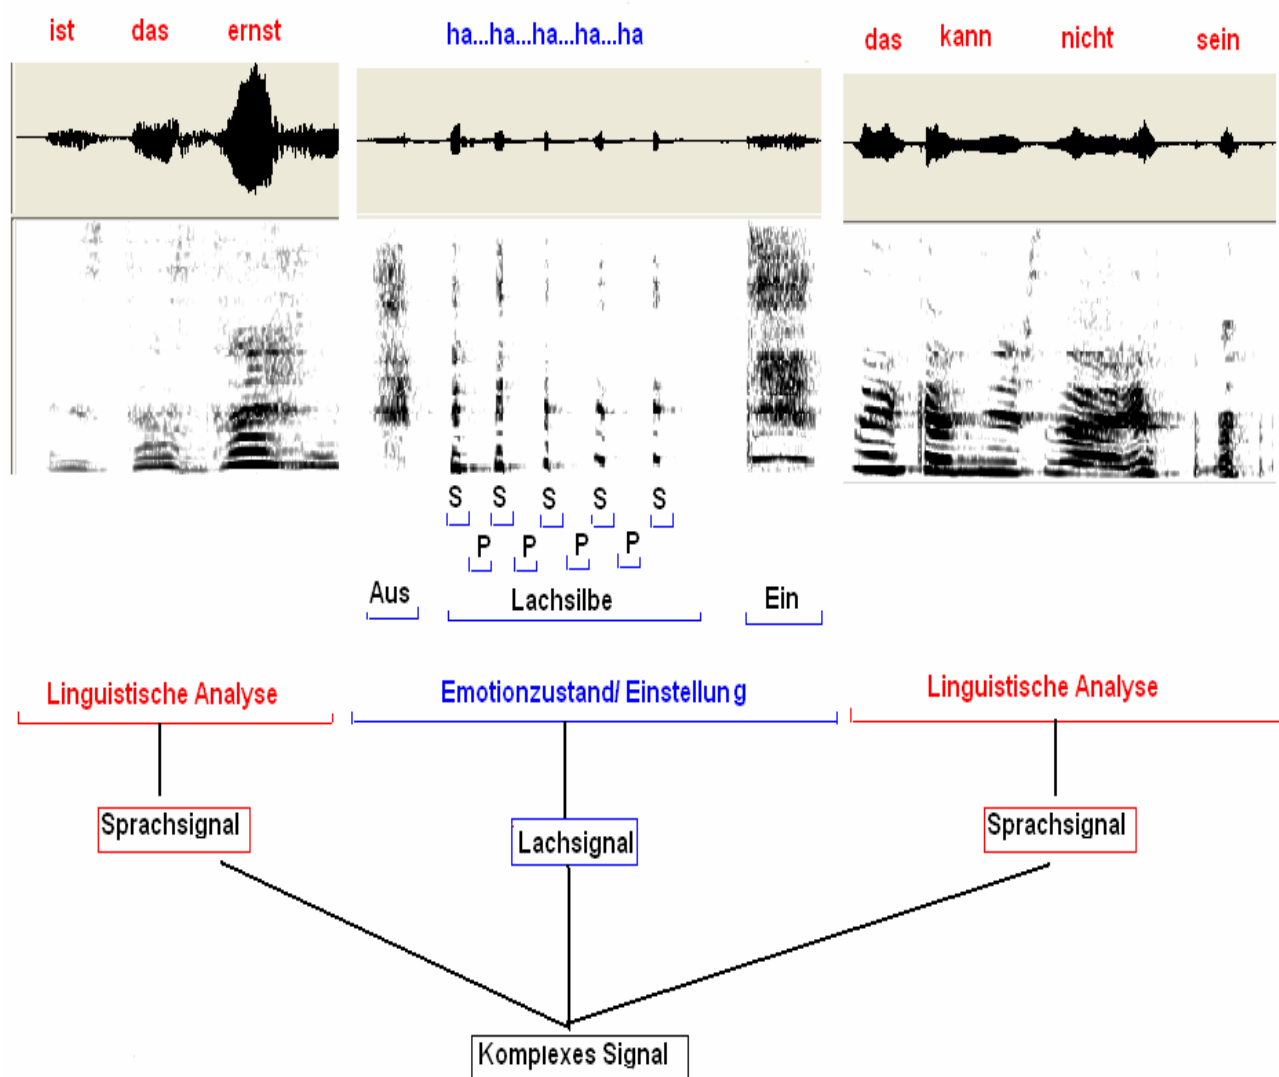 ist das ernst
ha...ha...ha...ha...ha
das kann nicht sein
S S S S S
P P P P
Aus Lachsilbe Ein
Linguistische Analyse
Emotionzustand/ Einstellung
Linguistische Analyse
Sprachsignal
Lachsignal
Sprachsignal
Komplexes Signal